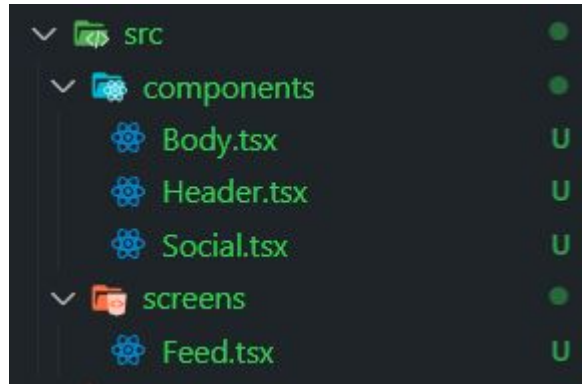 src
components
Body.tsx U
Header.tsx U
Social.tsx U
screens
Feed.tsx U